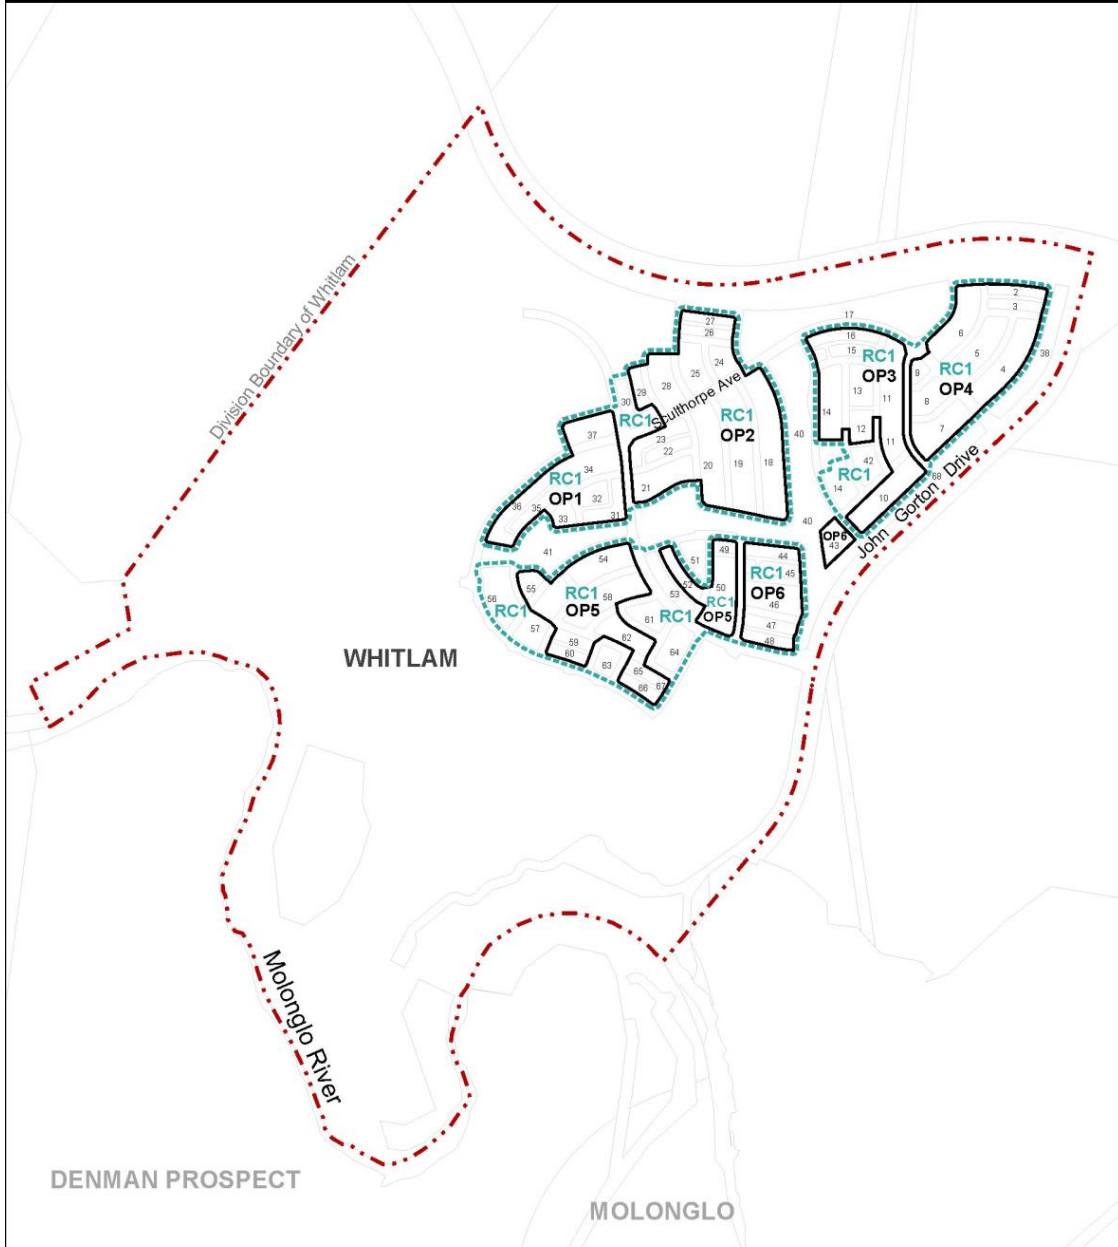 Division Boundary of Whitlam
2
3
17
27
26
16
38
6
15
RC1
OP3
5
24
RC1
OP4
4
9
25
28
13
29
11
8
30
RC1
Sculthorpe Ave
RC1
OP2
14
7
37
12
11
40
23
22
42
34
20
19
18
RC1
RC1
OP1
32
21
14
10
68
John Gorton Drive
36
35
33
31
40
OP6
43
41
54
51
49
44
RC1
OP6
45
56
55
RC1
OP5
58
53
52
50
RC1
OP5
46
RC1
61
RC1
57
59
60
62
47
48
64
63
65
66
67
WHITLAM
Molonglo River
DENMAN PROSPECT
MOLONGLO